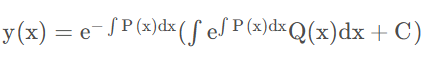 y(x) = e^{- ∫ P (x)dx} (∫ e^{∫ P (x)dx} Q(x)dx + C)